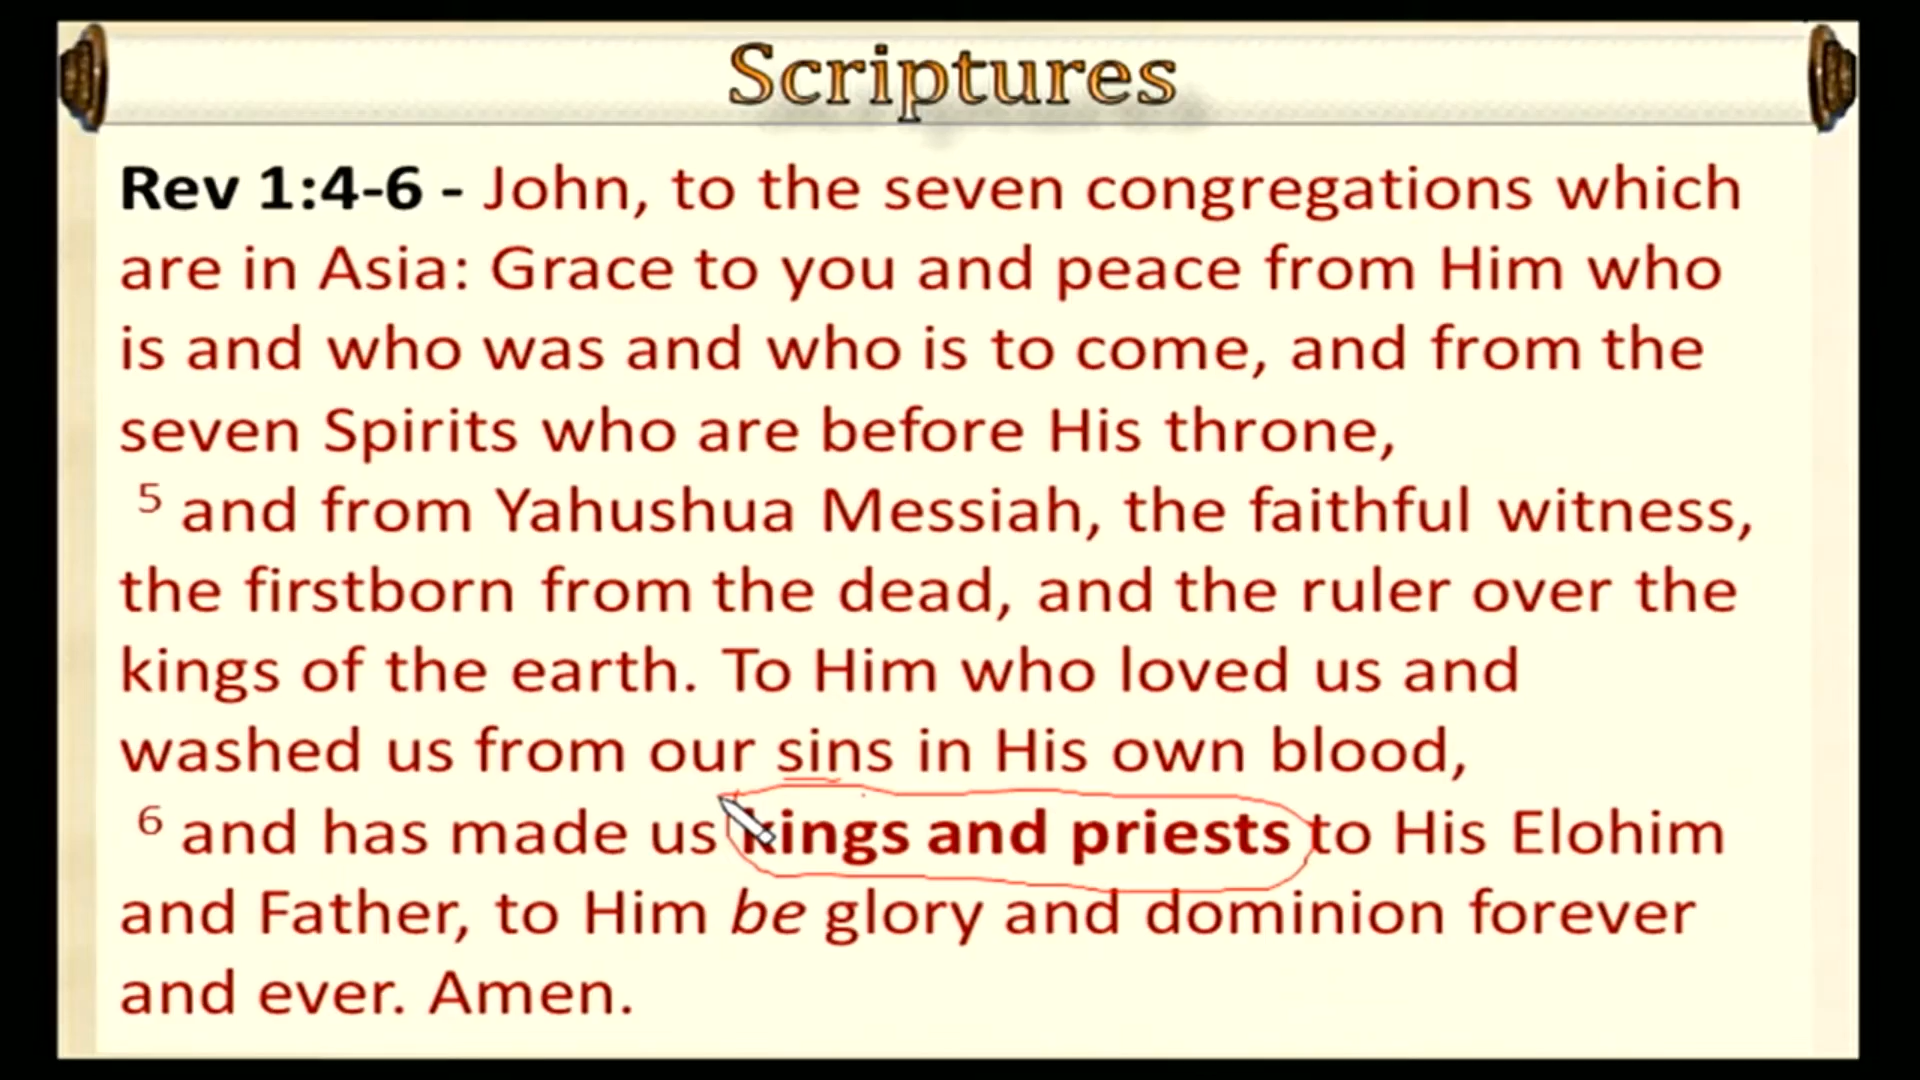 Scriptures
Rev 1:4-6 - John, to the seven congregations which
are in Asia: Grace to you and peace from Him who
is and who was and who is to come, and from the
seven Spirits who are before His throne,
5 and from Yahushua Messiah, the faithful witness,
the firstborn from the dead, and the ruler over the
kings of the earth. To Him who loved us and
washed us from our sins in His own blood,
6 and has made us kings and priests to His Elohim
and Father, to Him be glory and dominion forever
and ever. Amen.